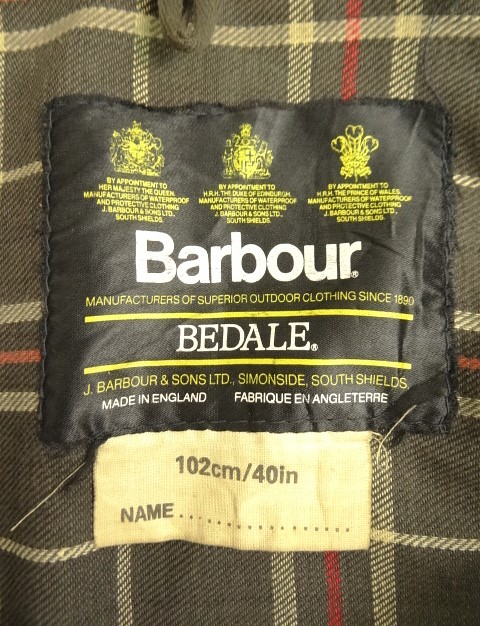 BY APPOINTMENT TO
HER MAJESTY THE QUEEN.
MANUFACTURERS OF WATERPROOF
AND PROTECTIVE CLOTHING
J. BARBOUR & SONS LTD.,
SOUTH SHIELDS.
BY APPOINTMENT TO
H.R.H. THE DUKE OF EDINBURGH.
MANUFACTURERS OF WATERPROOF
AND PROTECTIVE CLOTHING
J. BARBOUR & SONS LTD.,
SOUTH SHIELDS.
BY APPOINTMENT TO
H.R.H. THE PRINCE OF WALES.
MANUFACTURERS OF WATERPROOF
AND PROTECTIVE CLOTHING
J. BARBOUR & SONS LTD.,
SOUTH SHIELDS.
Barbour®
MANUFACTURERS OF SUPERIOR OUTDOOR CLOTHING SINCE 1890
BEDALE®
J. BARBOUR & SONS LTD., SIMONSIDE, SOUTH SHIELDS,
MADE IN ENGLAND FABRIQUE EN ANGLETERRE
102cm/40in
NAME................